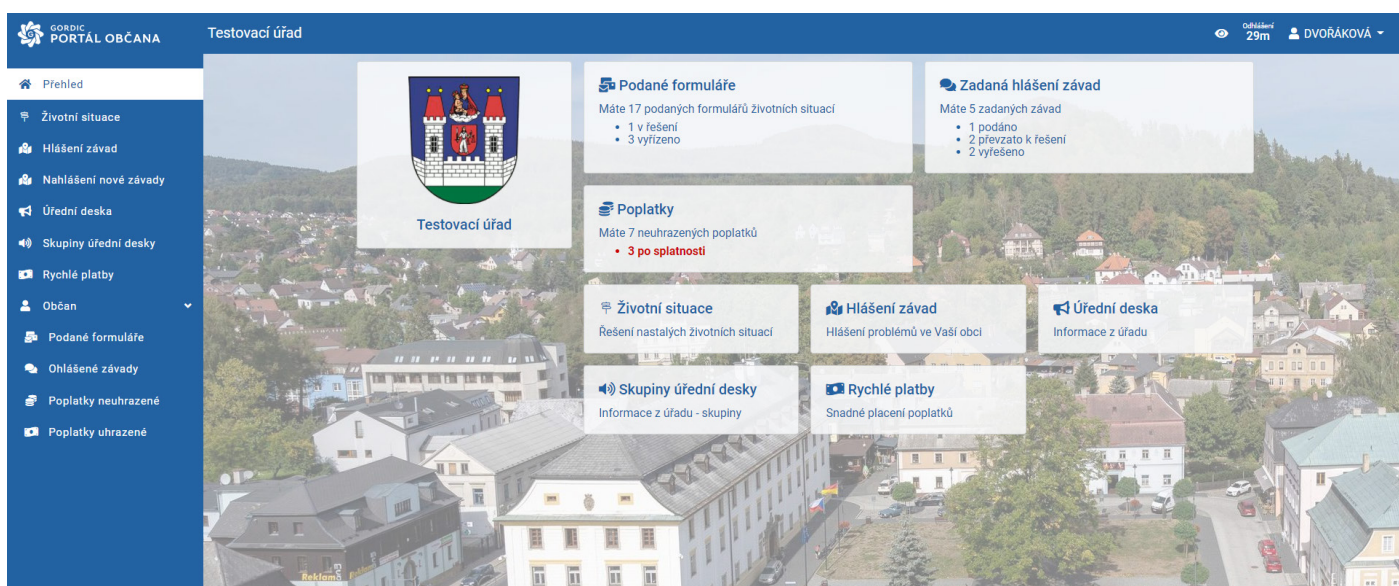 GORDIC
PORTÁL OBČANA
Testovací úřad
Odhlášení
29m
DVOŘÁKOVÁ
Přehled
Životní situace
Hlášení závad
Nahlášení nové závady
Úřední deska
Skupiny úřední desky
Rychlé platby
Občan
Podané formuláře
Ohlášené závady
Poplatky neuhrazené
Poplatky uhrazené
Testovací úřad
Podané formuláře
Máte 17 podaných formulářů životních situací
• 1 v řešení
• 3 vyřízeno
Zadaná hlášení závad
Máte 5 zadaných závad
• 1 podáno
• 2 převzato k řešení
• 2 vyřešeno
Poplatky
Máte 7 neuhrazených poplatků
• 3 po splatnosti
Životní situace
Řešení nastalých životních situací
Hlášení závad
Hlášení problémů ve Vaší obci
Úřední deska
Informace z úřadu
Skupiny úřední desky
Informace z úřadu - skupiny
Rychlé platby
Snadné placení poplatků